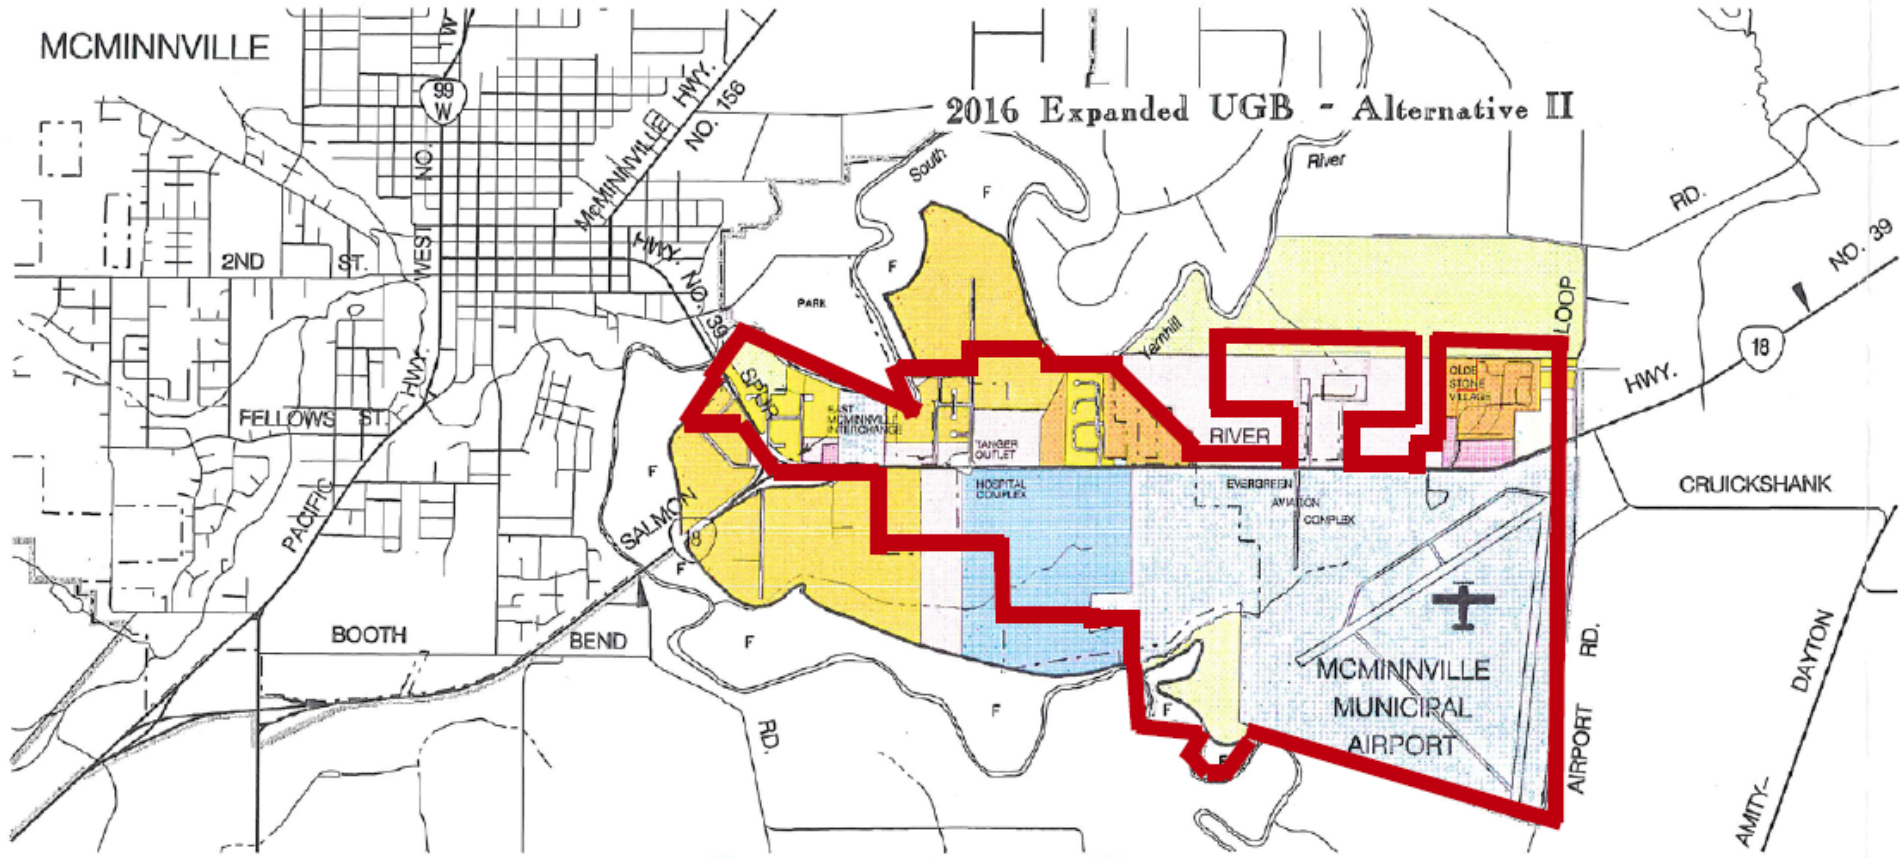 MCMINNVILLE
99
W
HWY.
NO. 156
McMINNVILLE
2016 Expanded UGB - Alternative II
NO.
South
River
F
RD.
NO. 39
HWY. NO. 39
WEST
2ND ST.
F
PARK
LOOP
Yamhill
18
HWY.
HWY.
SPUR
OLDE
STONE
VILLAGE
FELLOWS ST.
EAST
MCMINNVILLE
INTERCHANGE
TANGER
OUTLET
RIVER
F
HOSPITAL
COMPLEX
EVERGREEN
AVIATION
COMPLEX
CRUICKSHANK
PACIFIC
SALMON
18
F
BOOTH BEND
F
RD.
DAYTON
MCMINNVILLE
MUNICIPAL
AIRPORT
F
F
RD.
AIRPORT
F
AMITY-